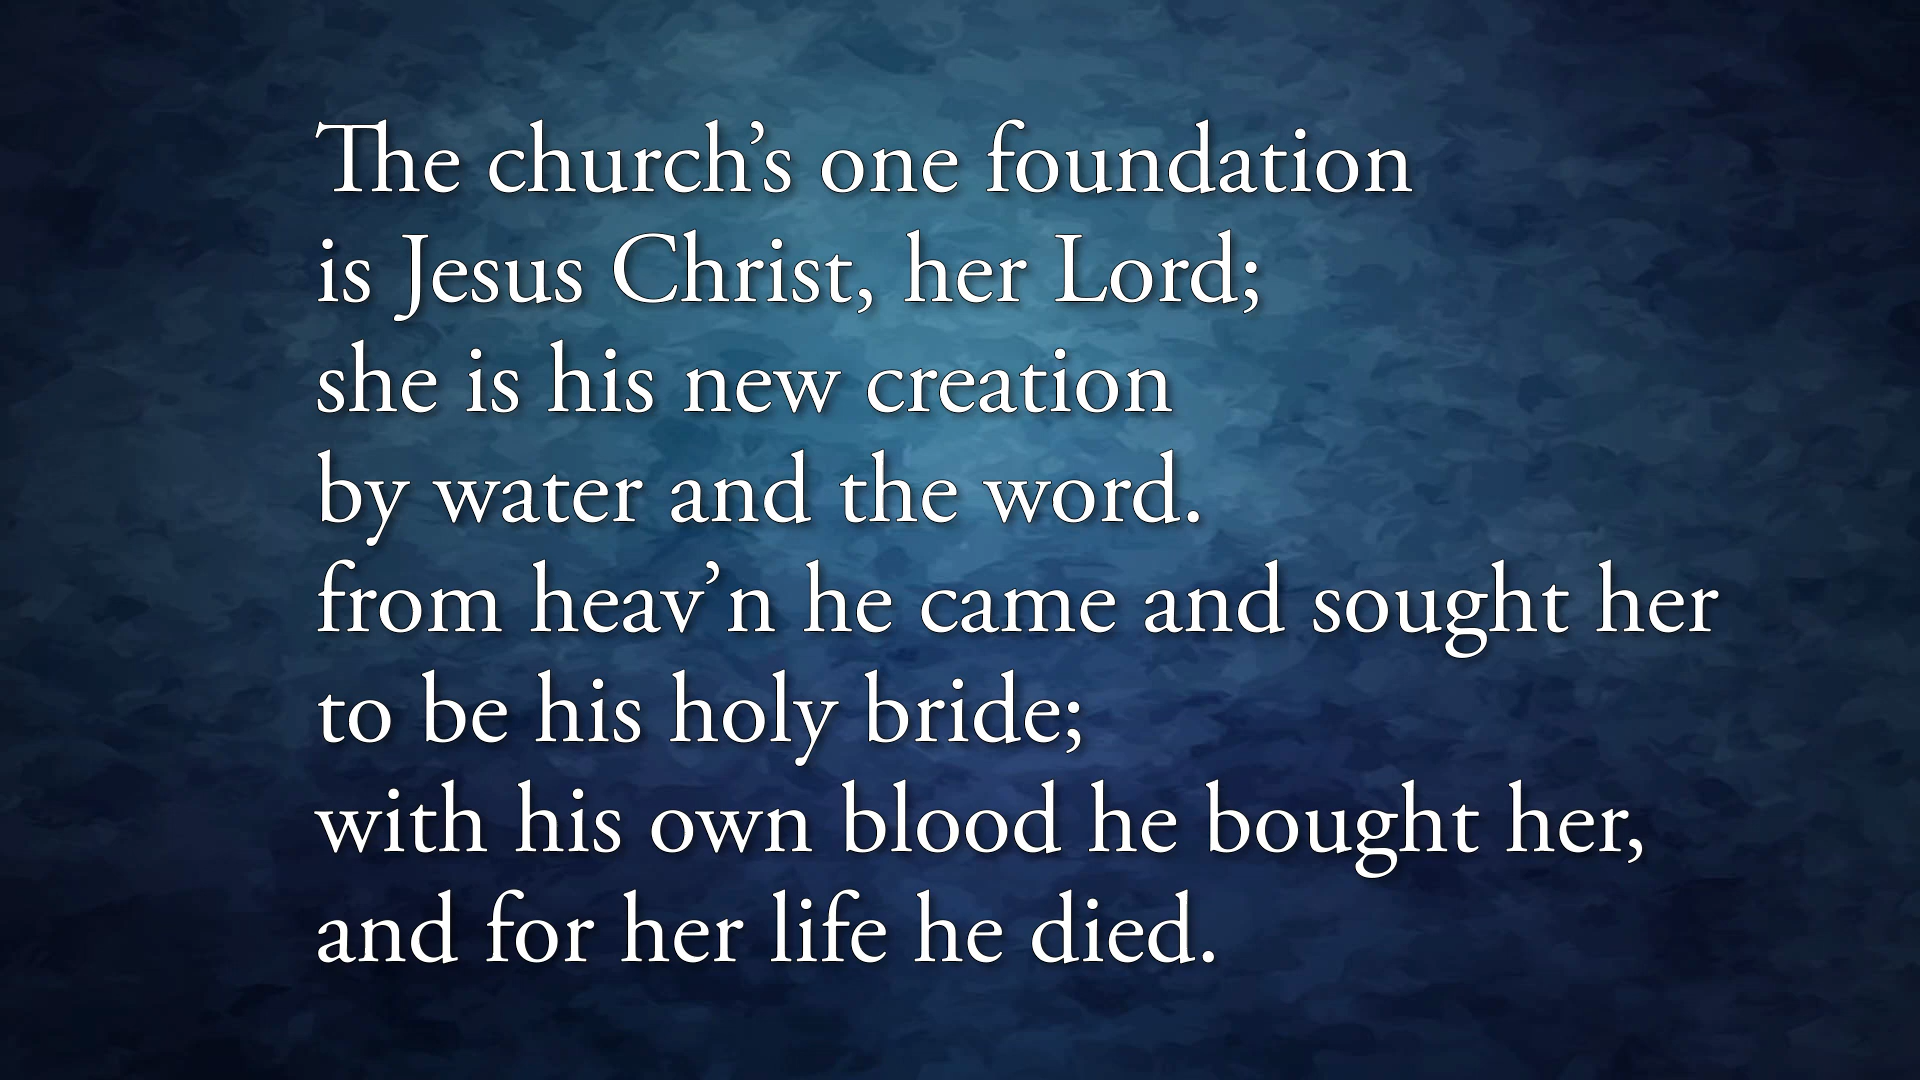 The church’s one foundation
is Jesus Christ, her Lord;
she is his new creation
by water and the word.
from heav’n he came and sought her
to be his holy bride;
with his own blood he bought her,
and for her life he died.